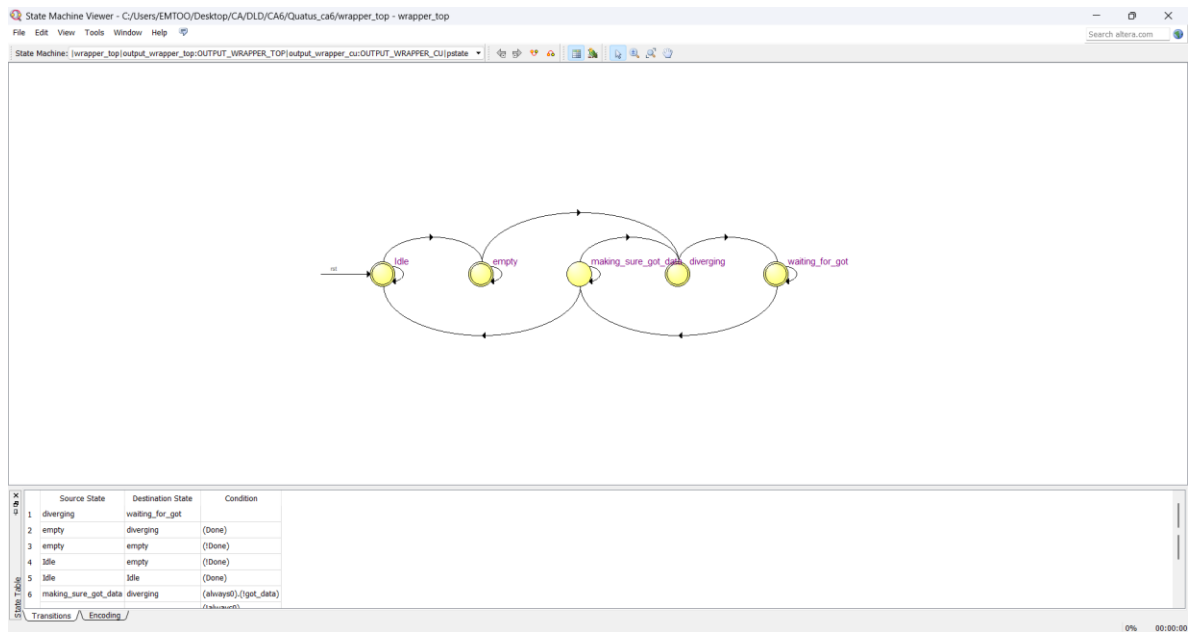 State Machine Viewer - C:/Users/EMTOO/Desktop/CA/DLD/CA6/Quatus_ca6/wrapper_top - wrapper_top
File Edit View Tools Window Help
Search altera.com
State Machine: |wrapper_top|output_wrapper_top:OUTPUT_WRAPPER_TOP|output_wrapper_cu:OUTPUT_WRAPPER_CU|pstate
rst
Idle
empty
making_sure_got_data
diverging
waiting_for_got
Source State Destination State Condition
1 diverging waiting_for_got
2 empty diverging (Done)
3 empty empty (!Done)
4 Idle empty (!Done)
5 Idle Idle (Done)
6 making_sure_got_data diverging (always0).(!got_data)
(!always0)
State Table
Transitions Encoding
0% 00:00:00